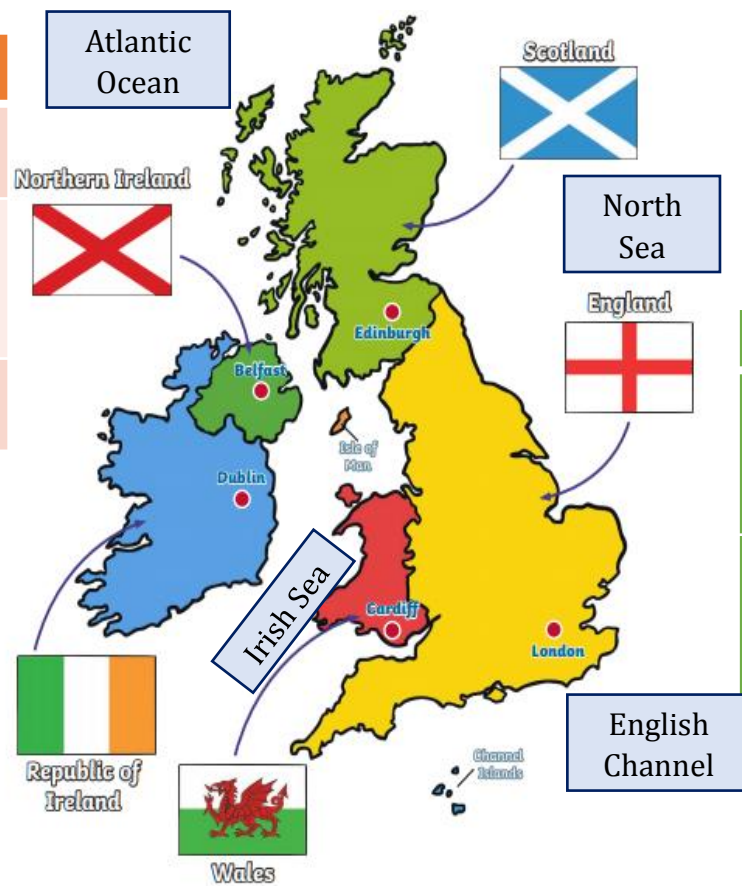 Atlantic
Ocean
Scotland
Northern Ireland
North
Sea
England
Edinburgh
Belfast
Isle of
Man
Dublin
Irish Sea
Cardiff
London
Republic of
Ireland
English
Channel
Channel
Islands
Wales